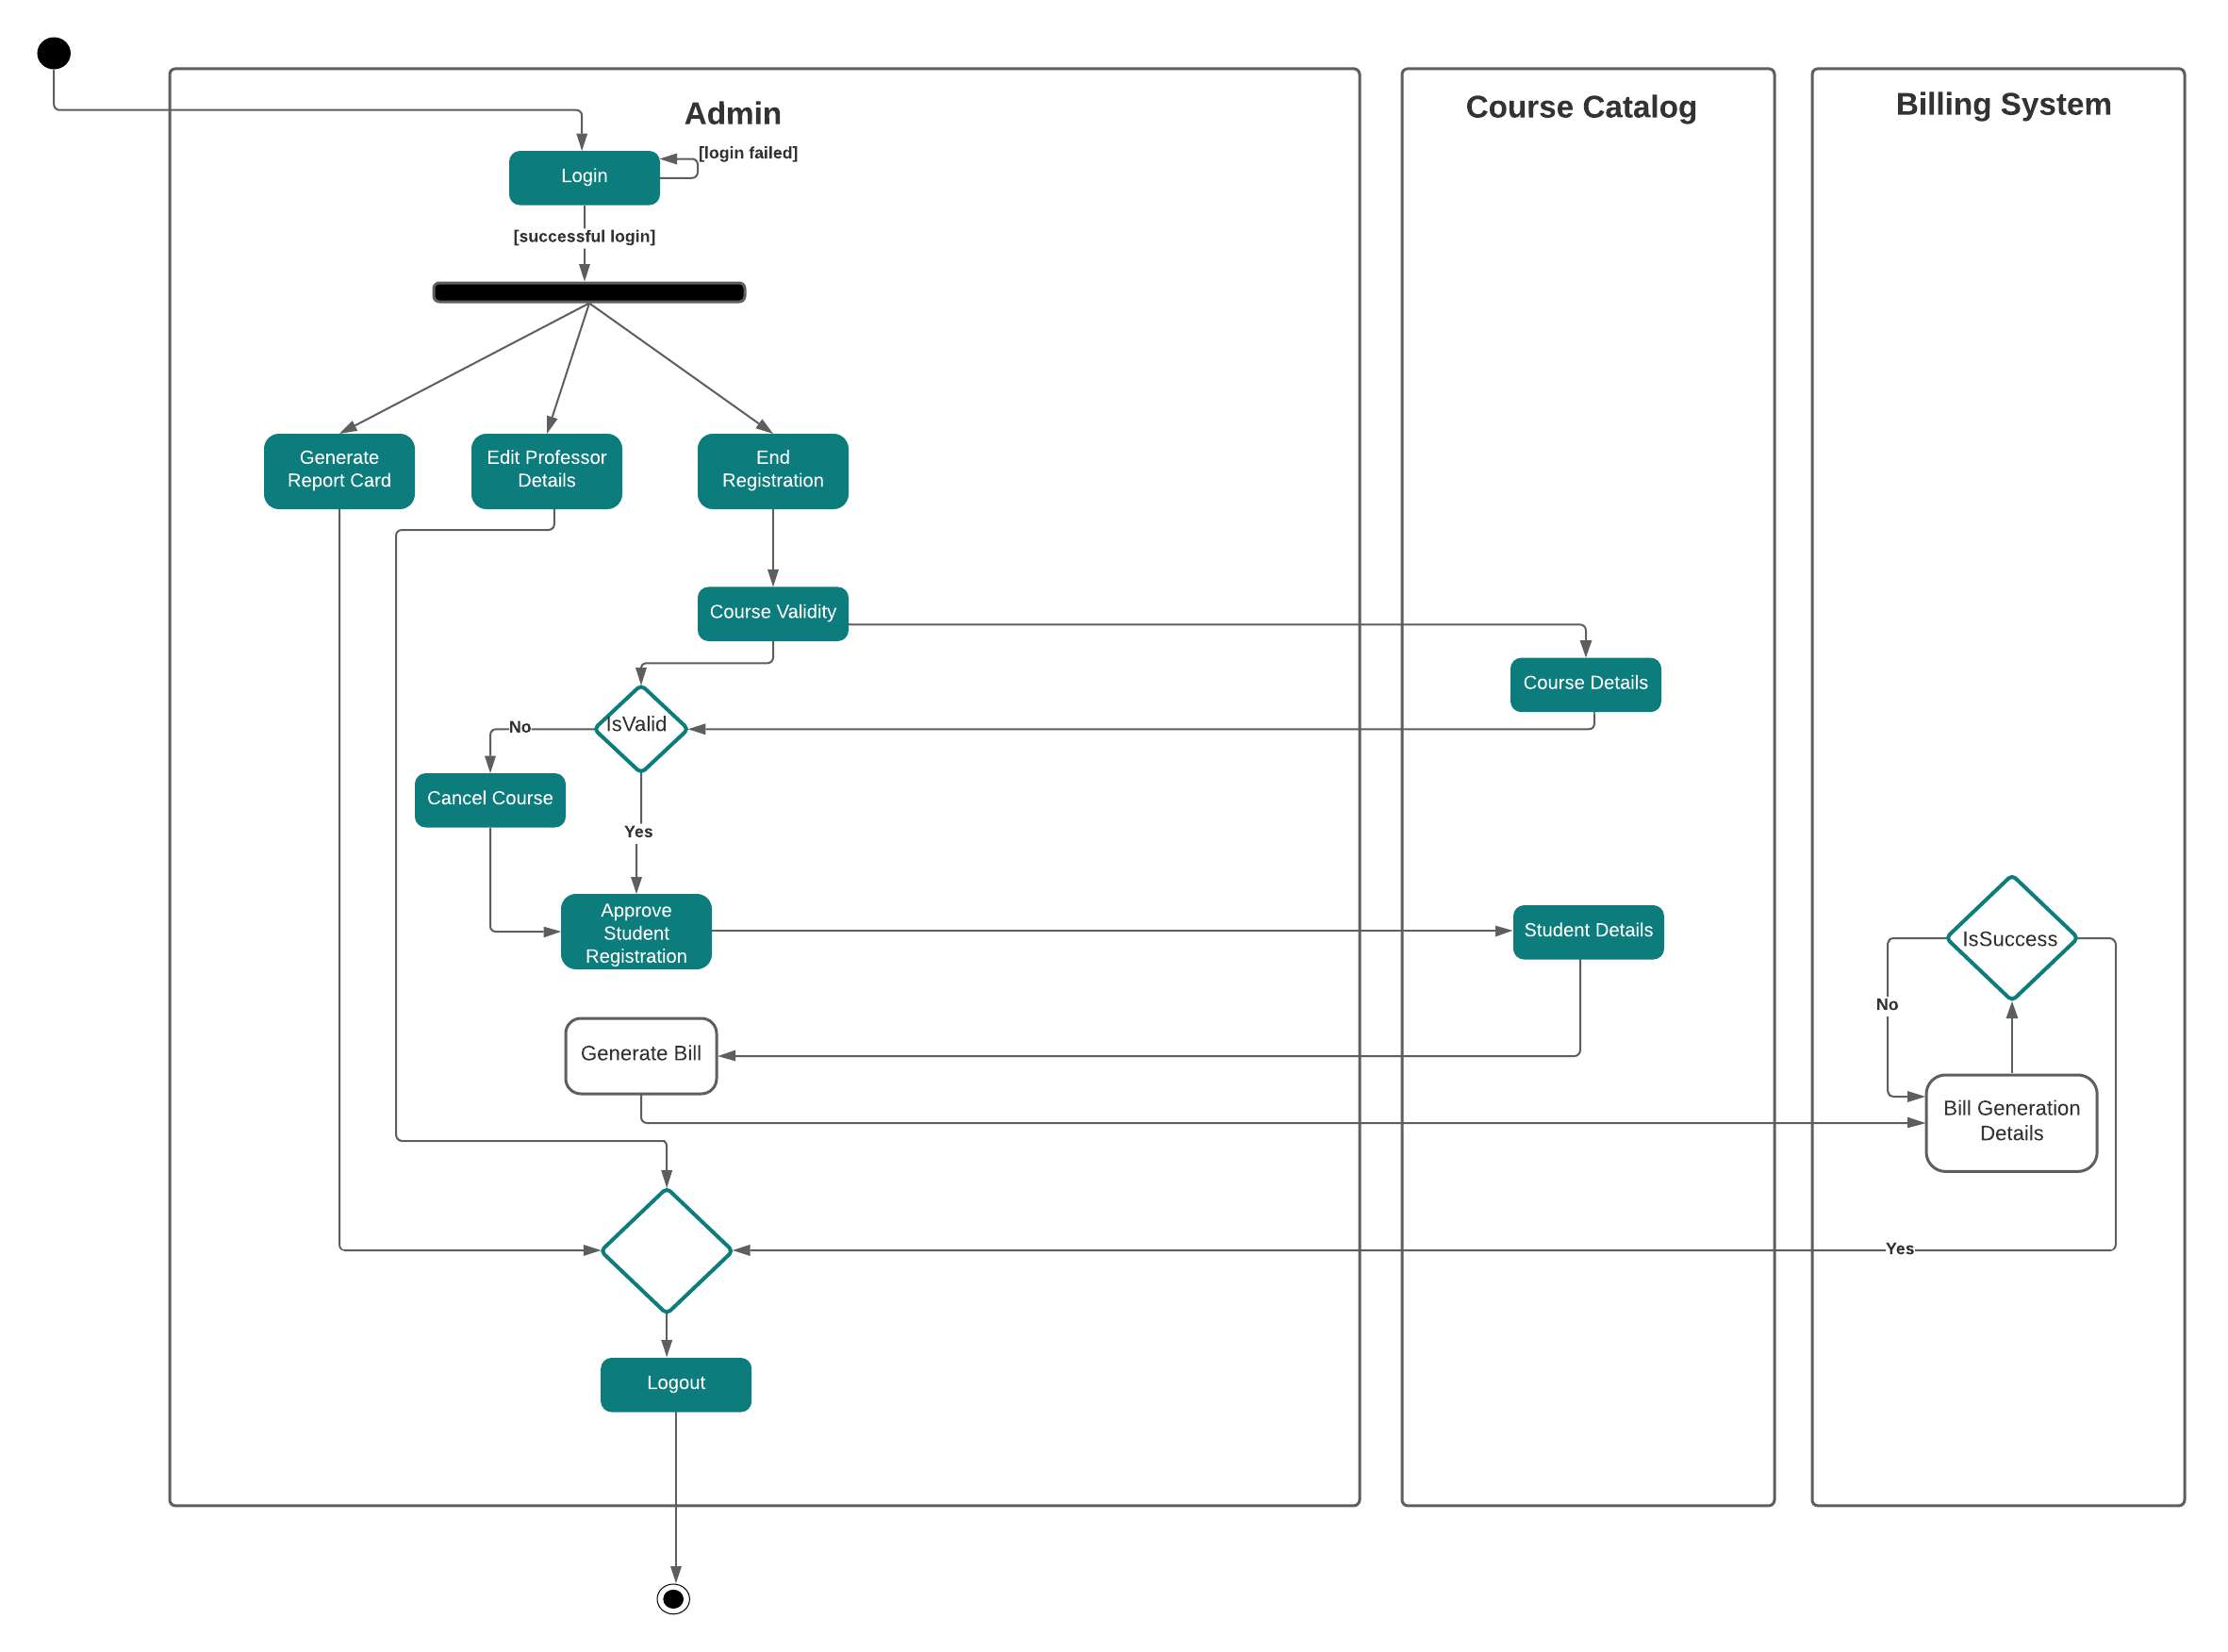 Admin
Course Catalog
Billing System
[login failed]
Login
[successful login]
Generate
Report Card
Edit Professor
Details
End
Registration
Course Validity
Course Details
IsValid
No
Cancel Course
Yes
Approve
Student
Registration
Student Details
IsSuccess
No
Generate Bill
Bill Generation
Details
Yes
Logout